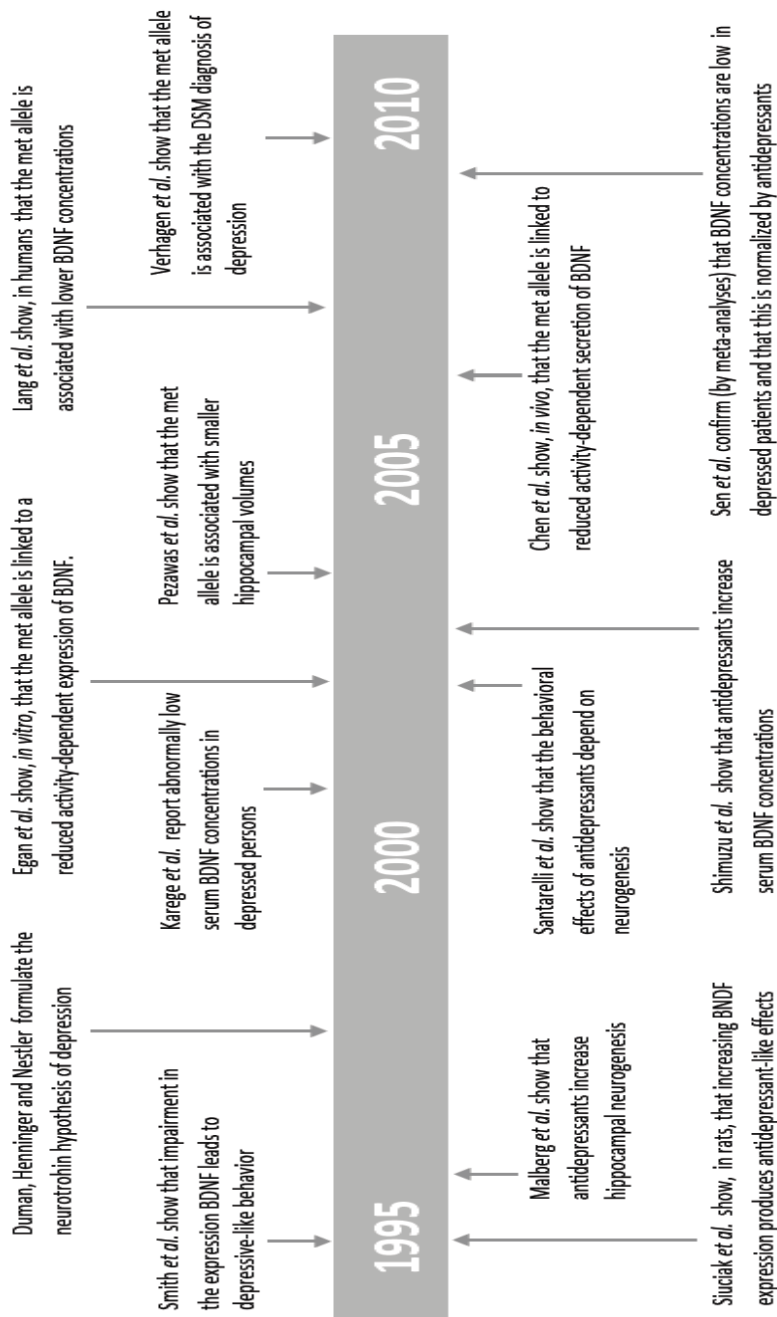 Duman, Henninger and Nestler formulate the
neurotrohin hypothesis of depression
Egan et al. show, in vitro, that the met allele is linked to a
reduced activity-dependent expression of BDNF.
Lang et al. show, in humans that the met allele is
associated with lower BDNF concentrations
Smith et al. show that impairment in
the expression BDNF leads to
depressive-like behavior
Karege et al. report abnormally low
serum BDNF concentrations in
depressed persons
Pezawas et al. show that the met
allele is associated with smaller
hippocampal volumes
Verhagen et al. show that the met allele
is associated with the DSM diagnosis of
depression
1995
2000
2005
2010
Malberg et al. show that
antidepressants increase
hippocampal neurogenesis
Santarelli et al. show that the behavioral
effects of antidepressants depend on
neurogenesis
Chen et al. show, in vivo, that the met allele is linked to
reduced activity-dependent secretion of BDNF
Siuciak et al. show, in rats, that increasing BNDF
expression produces antidepressant-like effects
Shimuzu et al. show that antidepressants increase
serum BDNF concentrations
Sen et al. confirm (by meta-analyses) that BDNF concentrations are low in
depressed patients and that this is normalized by antidepressants